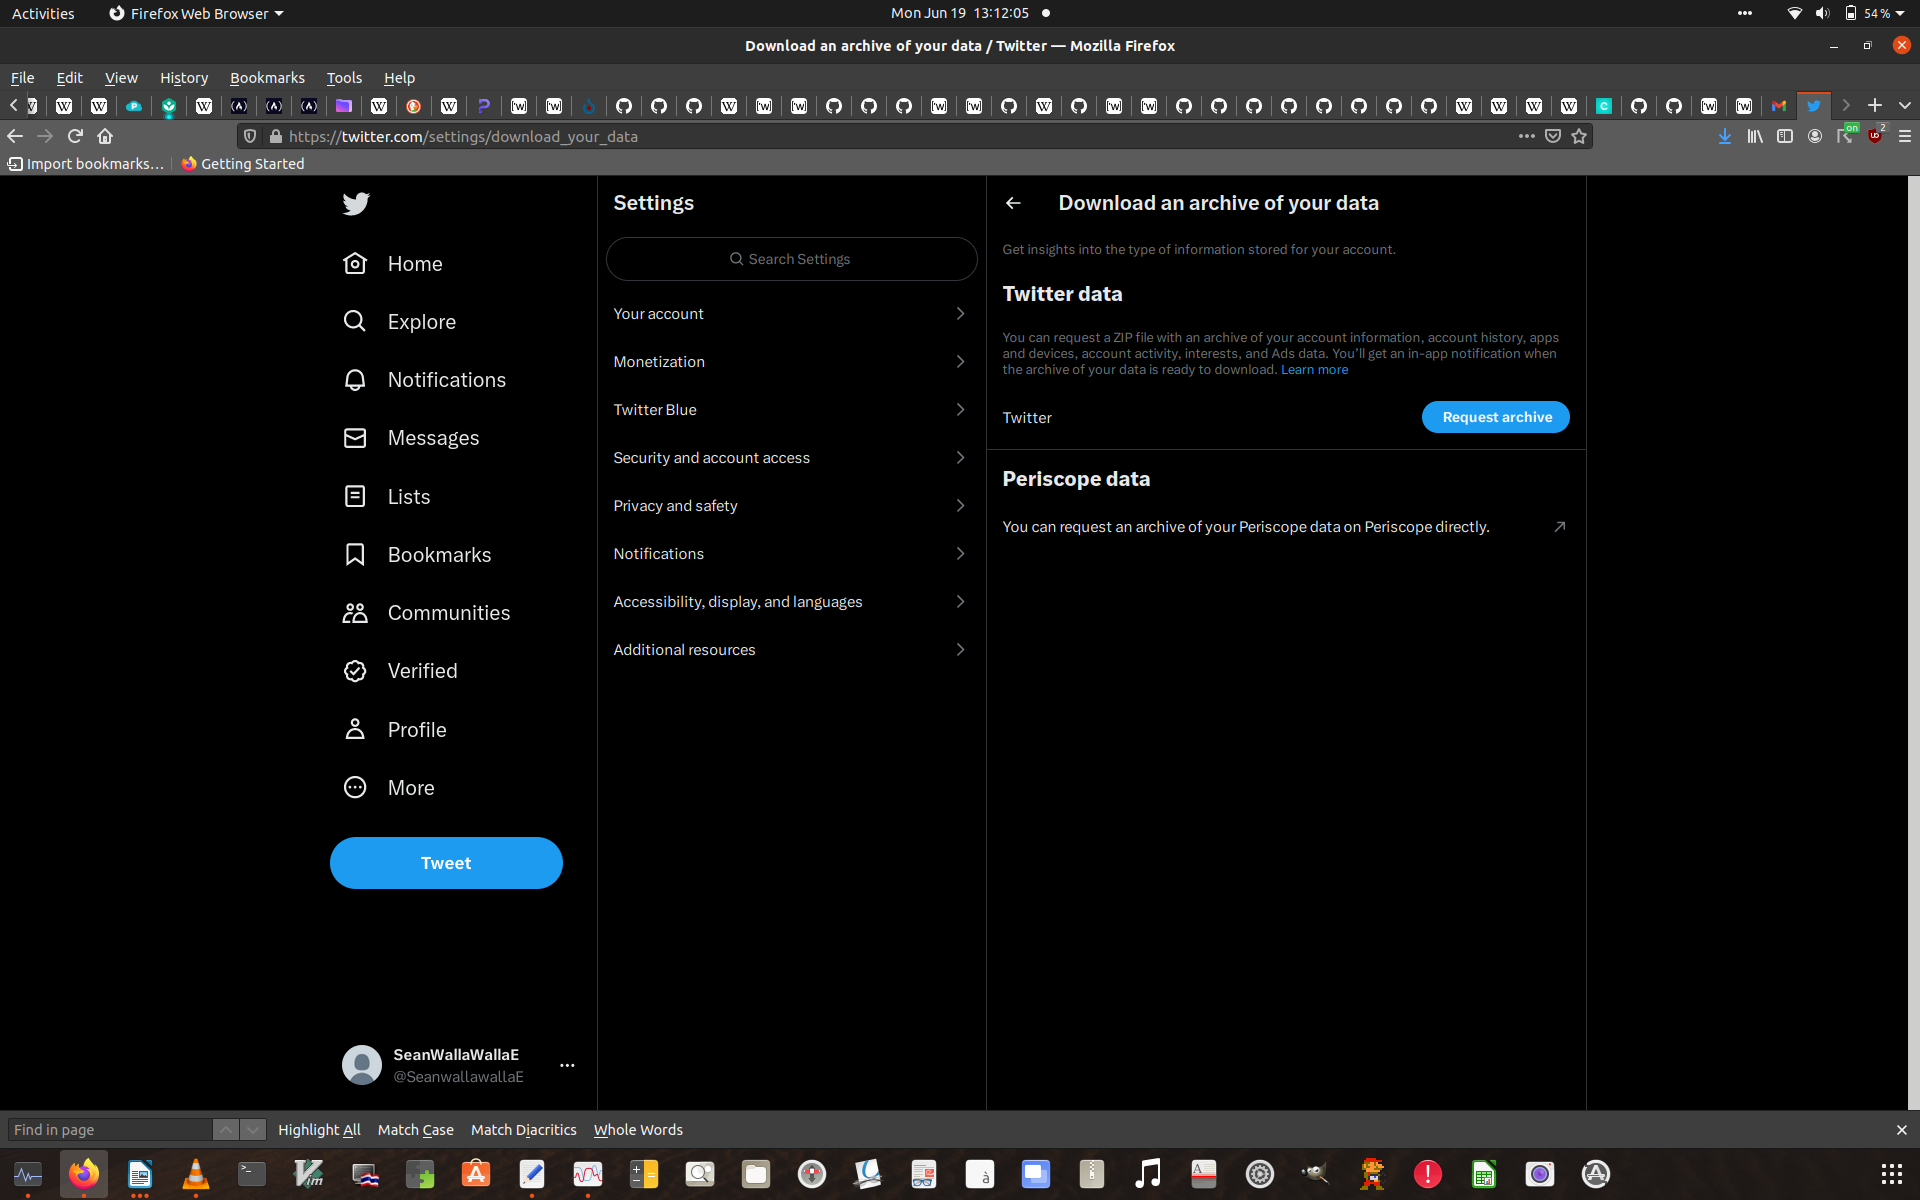 Activities
Firefox Web Browser
Mon Jun 19 13:12:05
54 %
Download an archive of your data / Twitter — Mozilla Firefox
File Edit View History Bookmarks Tools Help
https://twitter.com/settings/download_your_data
on
2
Import bookmarks…
Getting Started
Home
Explore
Notifications
Messages
Lists
Bookmarks
Communities
Verified
Profile
More
Tweet
SeanWallaWallaE
@SeanwallawallaE
Settings
Search Settings
Your account
Monetization
Twitter Blue
Security and account access
Privacy and safety
Notifications
Accessibility, display, and languages
Additional resources
Download an archive of your data
Get insights into the type of information stored for your account.
Twitter data
You can request a ZIP file with an archive of your account information, account history, apps
and devices, account activity, interests, and Ads data. You’ll get an in-app notification when
the archive of your data is ready to download. Learn more
Twitter
Request archive
Periscope data
You can request an archive of your Periscope data on Periscope directly.
Find in page
Highlight All
Match Case
Match Diacritics
Whole Words